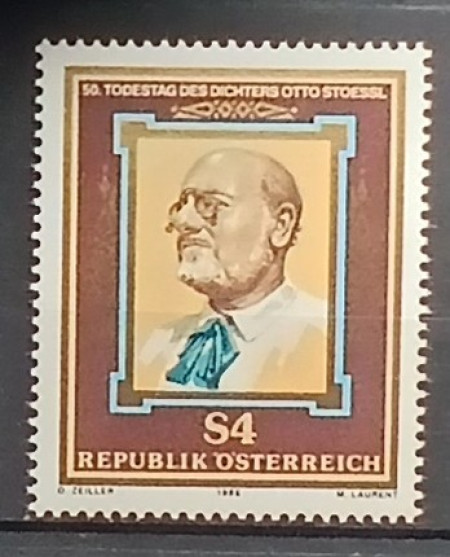 50. TODESTAG DES DICHTERS OTTO STOESSL
S4
REPUBLIK ÖSTERREICH
O. ZEILLER 1986 M. LAURENT